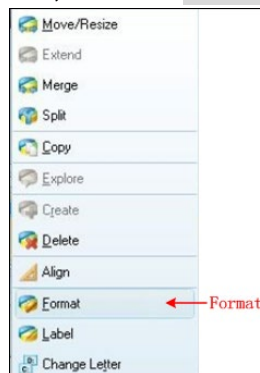 Move/Resize
Extend
Merge
Split
Copy
Explore
Create
Delete
Align
Format Format
Label
Change Letter